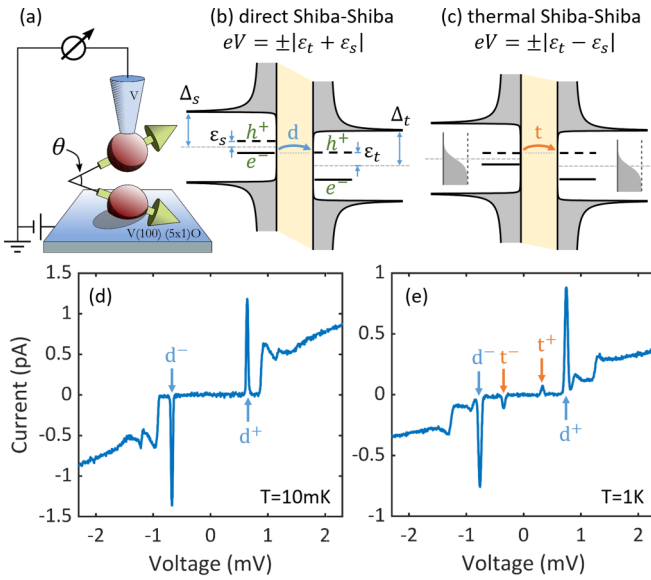 (a)
(b) direct Shiba-Shiba
eV = ±|εt + εs|
(c) thermal Shiba-Shiba
eV = ±|εt − εs|
V
θ
V(100) (5x1)O
Δs
εs
h+
e−
d
h+
e−
εt
Δt
t
(d)
1.5
1
0.5
0
-0.5
-1
-1.5
Current (pA)
d−
d+
T=10mK
-2 -1 0 1 2
Voltage (mV)
(e)
1
0.5
0
-0.5
-1
d−
t−
t+
d+
T=1K
-2 -1 0 1 2
Voltage (mV)